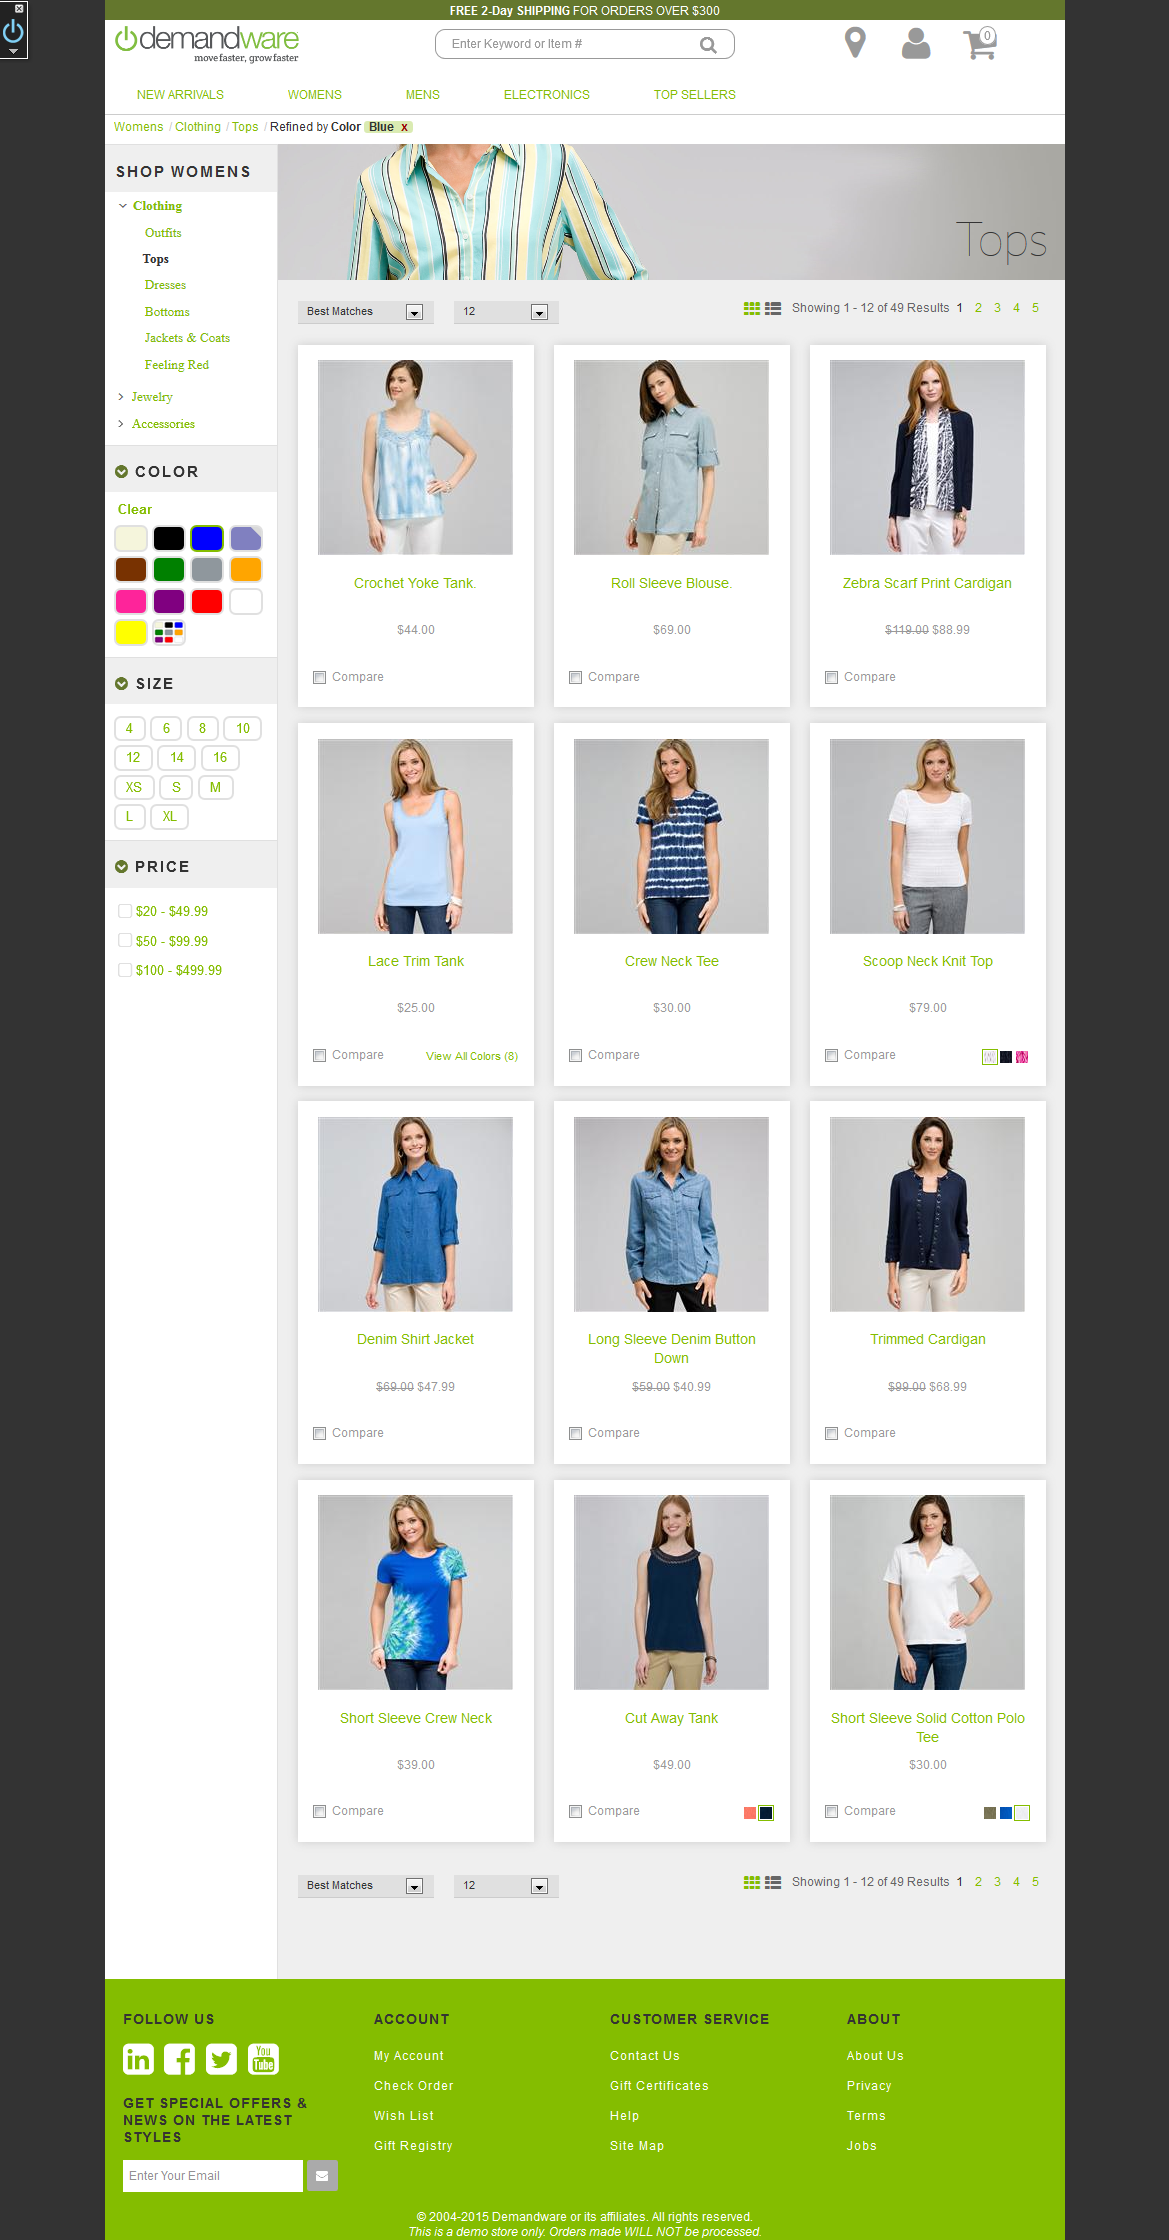 FREE 2-Day SHIPPING FOR ORDERS OVER $300
demandware
move faster, grow faster
Enter Keyword or Item #
0
NEW ARRIVALS WOMENS MENS ELECTRONICS TOP SELLERS
Womens / Clothing / Tops / Refined by Color Blue x
SHOP WOMENS
Clothing
Outfits
Tops
Dresses
Bottoms
Jackets & Coats
Feeling Red
Jewelry
Accessories
COLOR
Clear
SIZE
4 6 8 10
12 14 16
XS S M
L XL
PRICE
$20 - $49.99
$50 - $99.99
$100 - $499.99
Tops
Best Matches 12 Showing 1 - 12 of 49 Results 1 2 3 4 5
Crochet Yoke Tank. Roll Sleeve Blouse. Zebra Scarf Print Cardigan
$44.00 $69.00 $119.00 $88.99
Compare Compare Compare
Lace Trim Tank Crew Neck Tee Scoop Neck Knit Top
$25.00 $30.00 $79.00
Compare View All Colors (8) Compare Compare
Denim Shirt Jacket Long Sleeve Denim Button Trimmed Cardigan
Down
$69.00 $47.99 $59.00 $40.99 $99.00 $68.99
Compare Compare Compare
Short Sleeve Crew Neck Cut Away Tank Short Sleeve Solid Cotton Polo
Tee
$39.00 $49.00 $30.00
Compare Compare Compare
Best Matches 12 Showing 1 - 12 of 49 Results 1 2 3 4 5
FOLLOW US
in f You Tube
GET SPECIAL OFFERS &
NEWS ON THE LATEST
STYLES
Enter Your Email
ACCOUNT
My Account
Check Order
Wish List
Gift Registry
CUSTOMER SERVICE
Contact Us
Gift Certificates
Help
Site Map
ABOUT
About Us
Privacy
Terms
Jobs
© 2004-2015 Demandware or its affiliates. All rights reserved.
This is a demo store only. Orders made WILL NOT be processed.